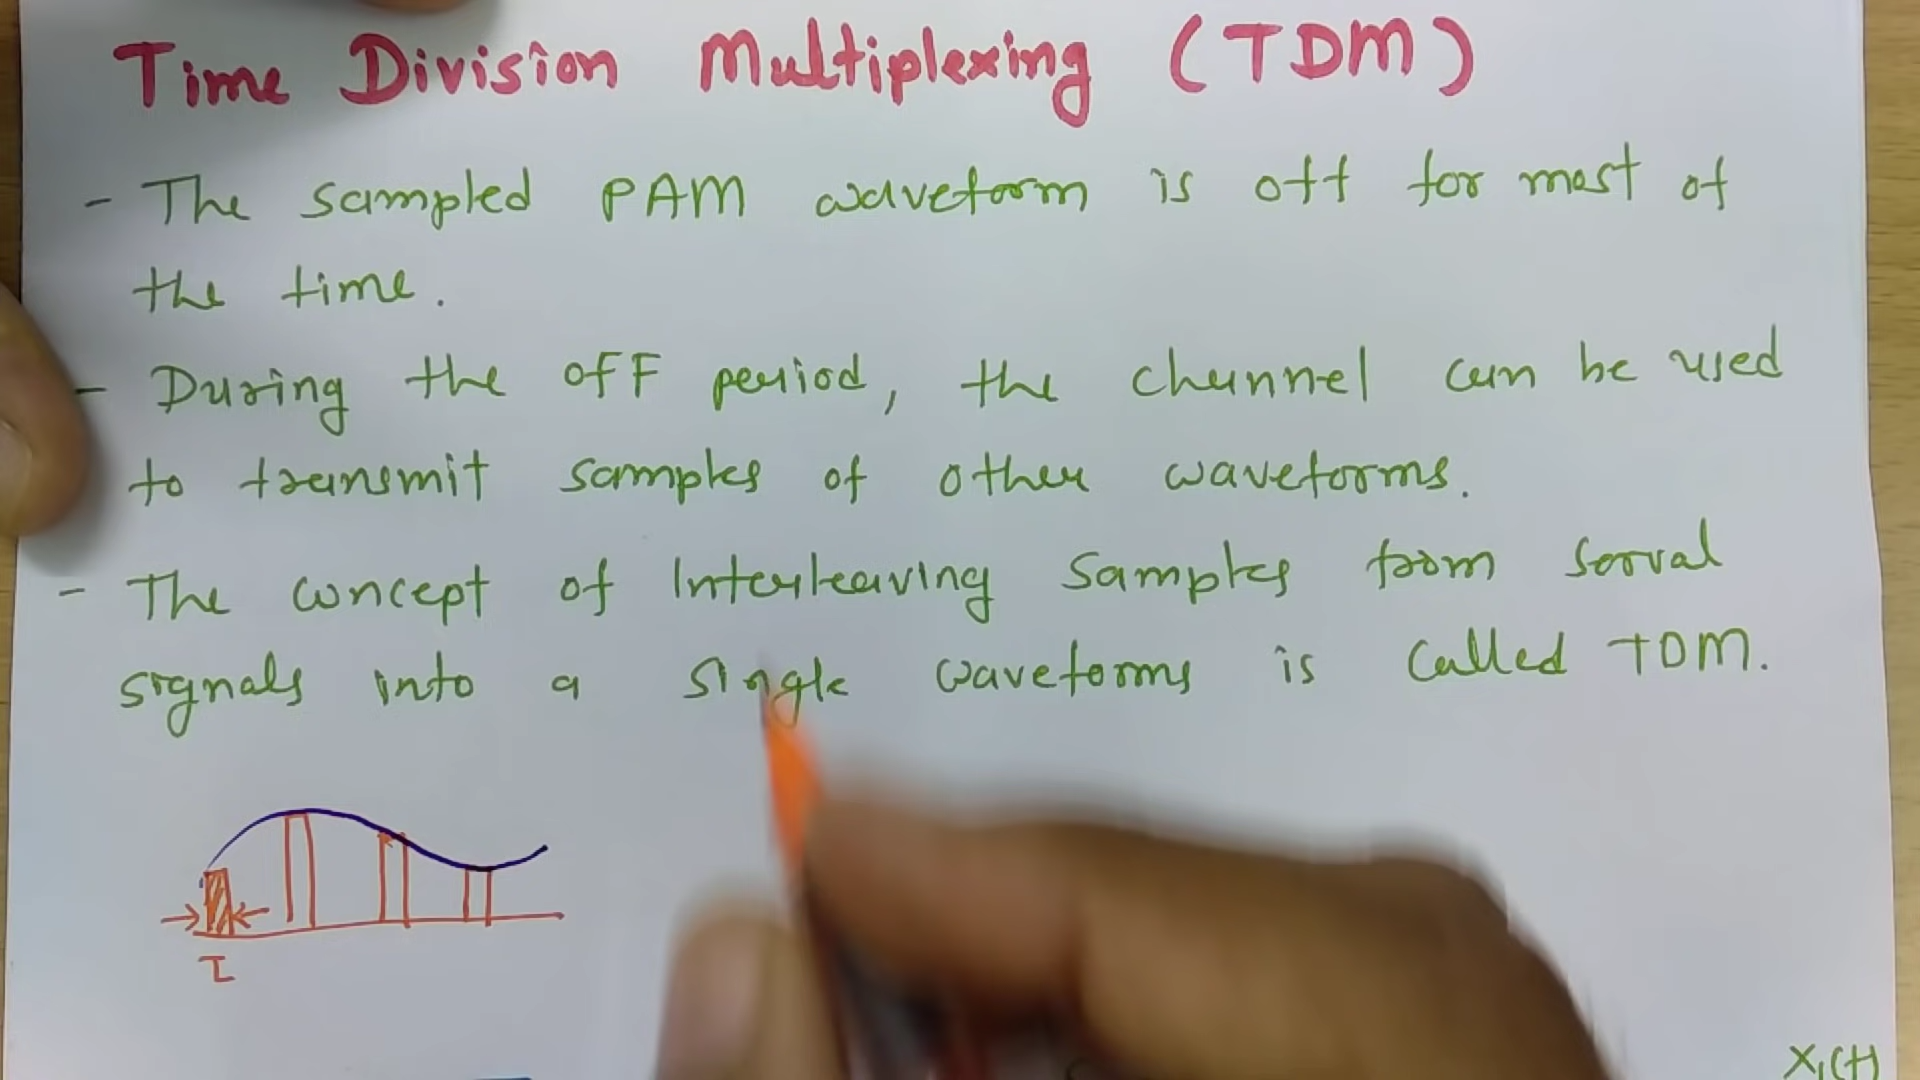 Time Division Multiplexing (TDM)
- The sampled PAM waveform is off for most of
the time.
- During the OFF period, the channel can be used
to transmit samples of other waveforms.
- The concept of Interleaving samples from sarval
signals into a single waveforms is called TDM.
τ
X₁(t)